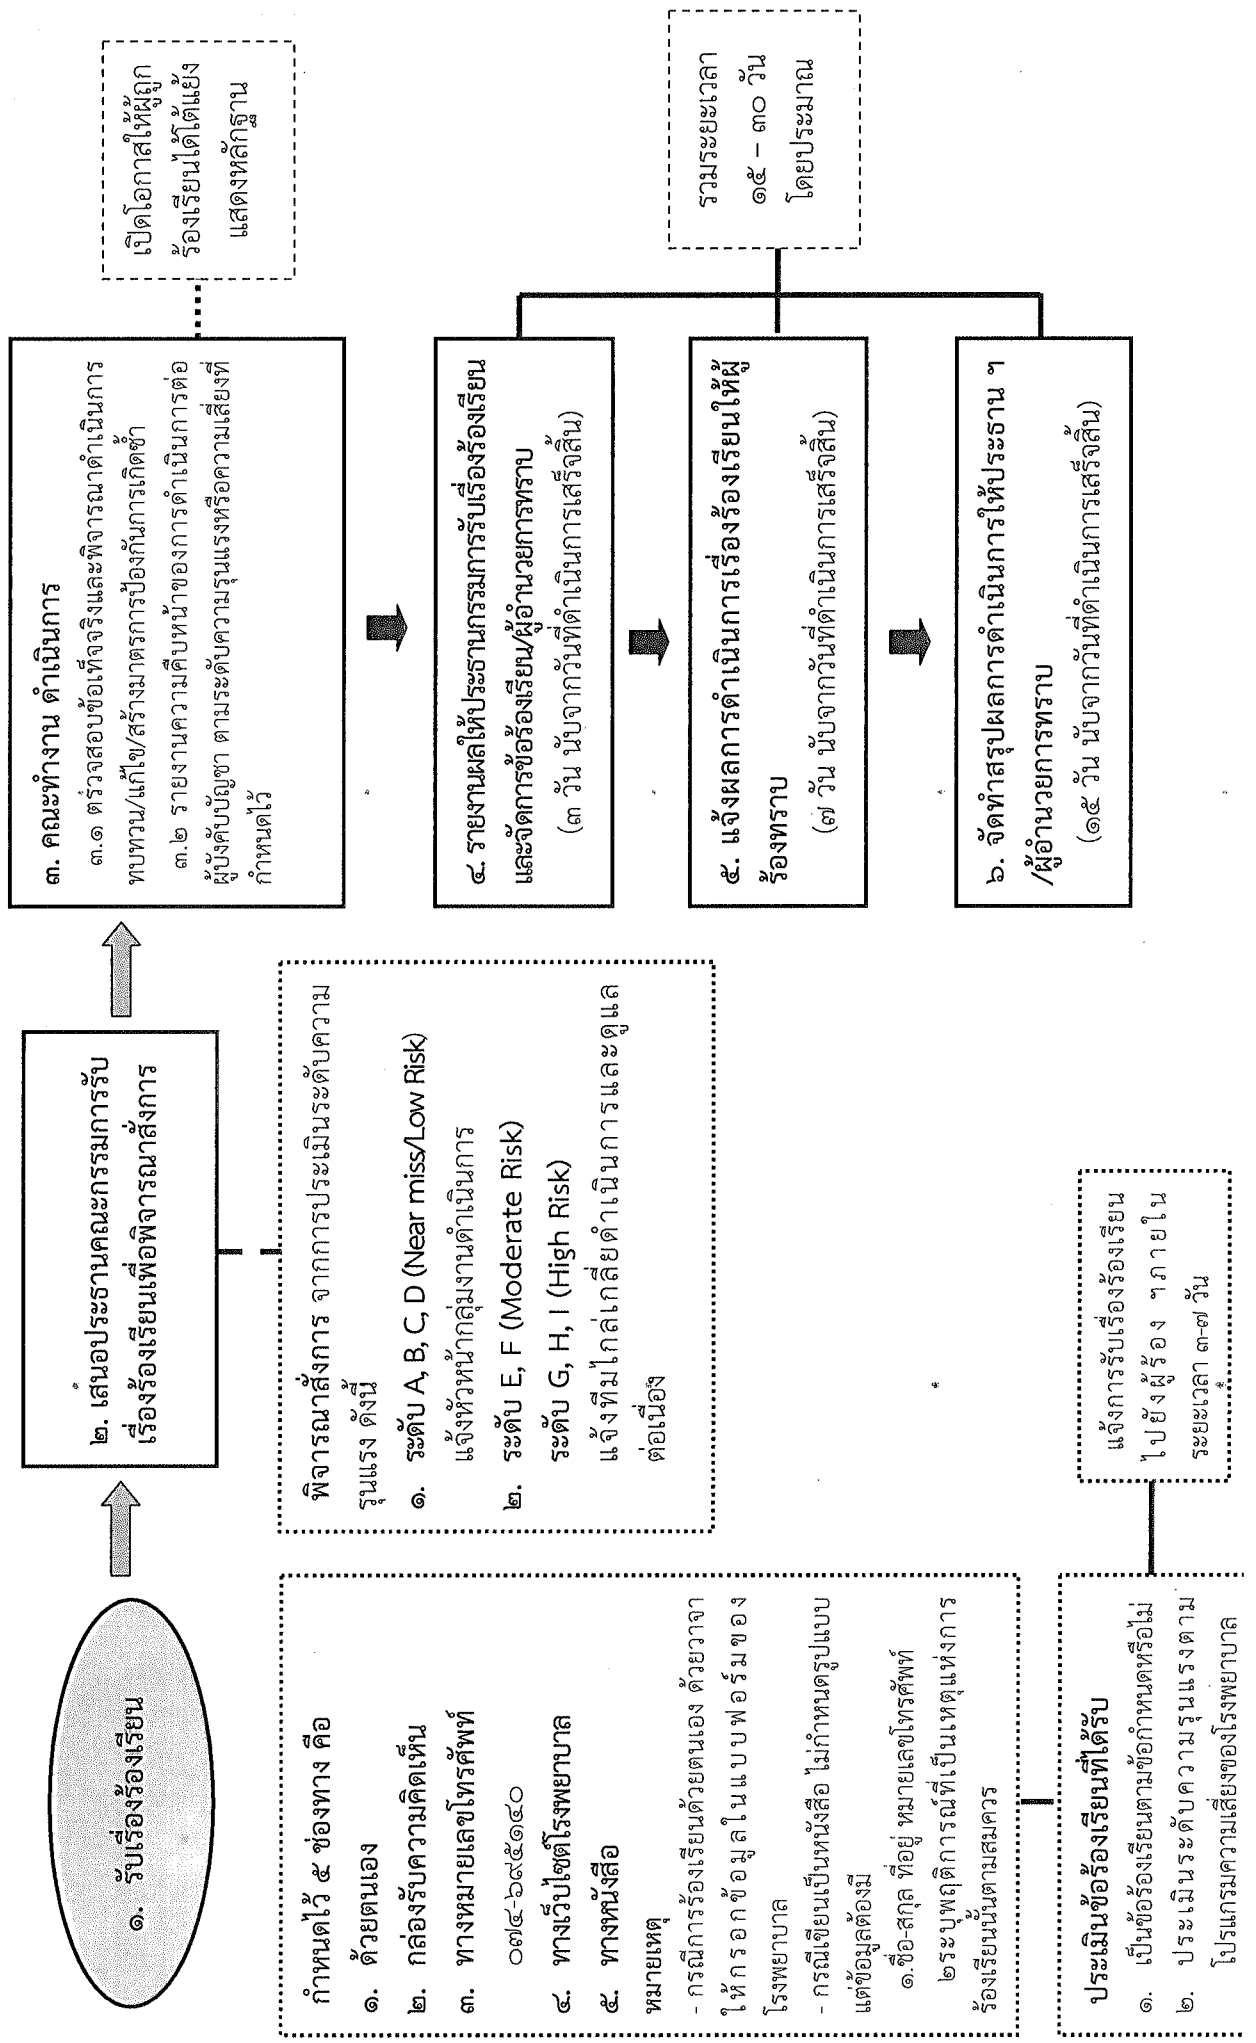 ๑. รับเรื่องร้องเรียน
กำหนดไว้ ๕ ช่องทาง คือ
๑. ด้วยตนเอง
๒. กล่องรับความคิดเห็น
๓. ทางหมายเลขโทรศัพท์
๐๗๔-๖๙๕๑๔๐
๔. ทางเว็บไซต์โรงพยาบาล
๕. ทางหนังสือ
หมายเหตุ
- กรณีการร้องเรียนด้วยตนเอง ด้วยวาจา
ให้กรอกข้อมูลในแบบฟอร์มของ
โรงพยาบาล
- กรณีเขียนเป็นหนังสือ ไม่กำหนดรูปแบบ
แต่ข้อมูลต้องมี
๑.ชื่อ-สกุล ที่อยู่ หมายเลขโทรศัพท์
๒ระบุพฤติการณ์ที่เป็นเหตุแห่งการ
ร้องเรียนนั้นตามสมควร
ประเมินข้อร้องเรียนที่ได้รับ
๑. เป็นข้อร้องเรียนตามข้อกำหนดหรือไม่
๒. ประเมินระดับความรุนแรงตาม
โปรแกรมความเสี่ยงของโรงพยาบาล
แจ้งการรับเรื่องร้องเรียน
ไปยังผู้ร้อง ฯภายใน
ระยะเวลา ๓-๗ วัน
๒. เสนอประธานคณะกรรมการรับ
เรื่องร้องเรียนเพื่อพิจารณาสั่งการ
พิจารณาสั่งการ จากการประเมินระดับความ
รุนแรง ดังนี้
๑. ระดับ A, B, C, D (Near miss/Low Risk)
แจ้งหัวหน้ากลุ่มงานดำเนินการ
๒. ระดับ E, F (Moderate Risk)
ระดับ G, H, I (High Risk)
แจ้งทีมไกล่เกลี่ยดำเนินการและดูแล
ต่อเนื่อง
๓. คณะทำงาน ดำเนินการ
๓.๑ ตรวจสอบข้อเท็จจริงและพิจารณาดำเนินการ
ทบทวน/แก้ไข/สร้างมาตรการป้องกันการเกิดซ้ำ
๓.๒ รายงานความคืบหน้าของการดำเนินการต่อ
ผู้บังคับบัญชา ตามระดับความรุนแรงหรือความเสี่ยงที่
กำหนดไว้
เปิดโอกาสให้ผู้ถูก
ร้องเรียนได้โต้แย้ง
แสดงหลักฐาน
๔. รายงานผลให้ประธานกรรมการรับเรื่องร้องเรียน
และจัดการข้อร้องเรียน/ผู้อำนวยการทราบ
(๓ วัน นับจากวันที่ดำเนินการเสร็จสิ้น)
๕. แจ้งผลการดำเนินการเรื่องร้องเรียนให้ผู้
ร้องทราบ
(๗ วัน นับจากวันที่ดำเนินการเสร็จสิ้น)
๖. จัดทำสรุปผลการดำเนินการให้ประธาน ฯ
/ผู้อำนวยการทราบ
(๑๕ วัน นับจากวันที่ดำเนินการเสร็จสิ้น)
รวมระยะเวลา
๑๕ – ๓๐ วัน
โดยประมาณ